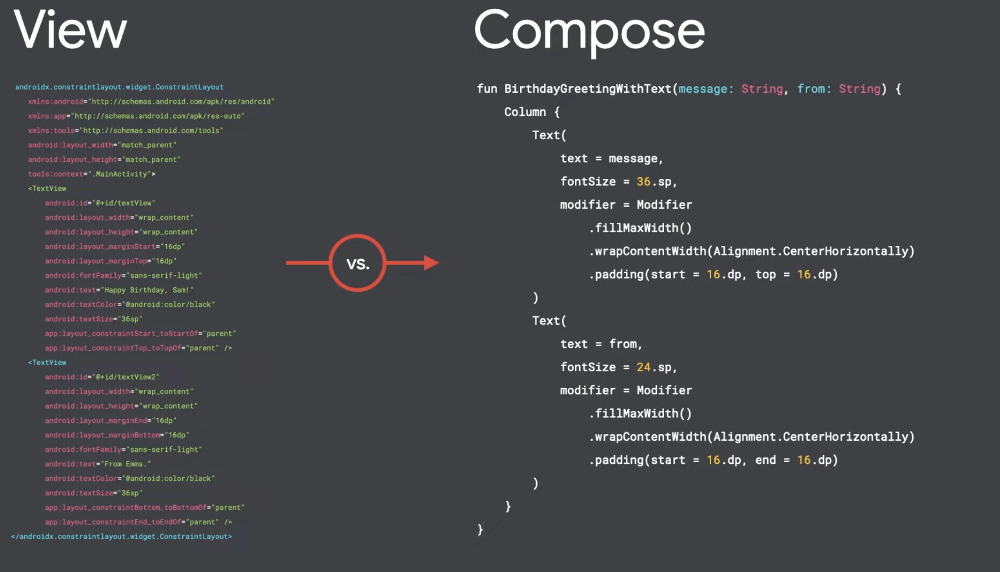 View
androidx.constraintlayout.widget.ConstraintLayout
xmlns:android="http://schemas.android.com/apk/res/android"
xmlns:app="http://schemas.android.com/apk/res-auto"
xmlns:tools="http://schemas.android.com/tools"
android:layout_width="match_parent"
android:layout_height="match_parent"
tools:context=".MainActivity">
<TextView
android:id="@+id/textView"
android:layout_width="wrap_content"
android:layout_height="wrap_content"
android:layout_marginStart="16dp"
android:layout_marginTop="16dp"
android:fontFamily="sans-serif-light"
android:text="Happy Birthday, Sam!"
android:textColor="@android:color/black"
android:textSize="36sp"
app:layout_constraintStart_toStartOf="parent"
app:layout_constraintTop_toTopOf="parent" />
<TextView
android:id="@+id/textView2"
android:layout_width="wrap_content"
android:layout_height="wrap_content"
android:layout_marginEnd="16dp"
android:layout_marginBottom="16dp"
android:fontFamily="sans-serif-light"
android:text="From Emma."
android:textColor="@android:color/black"
android:textSize="36sp"
app:layout_constraintBottom_toBottomOf="parent"
app:layout_constraintEnd_toEndOf="parent" />
</androidx.constraintlayout.widget.ConstraintLayout>
vs.
Compose
fun BirthdayGreetingWithText(message: String, from: String) {
Column {
Text(
text = message,
fontSize = 36.sp,
modifier = Modifier
.fillMaxWidth()
.wrapContentWidth(Alignment.CenterHorizontally)
.padding(start = 16.dp, top = 16.dp)
)
Text(
text = from,
fontSize = 24.sp,
modifier = Modifier
.fillMaxWidth()
.wrapContentWidth(Alignment.CenterHorizontally)
.padding(start = 16.dp, end = 16.dp)
)
}
}